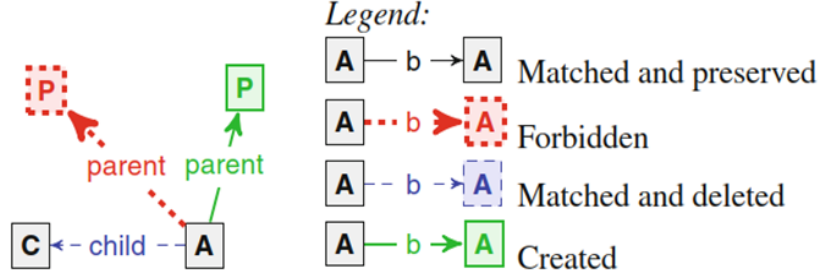 Legend:
P
P
parent
parent
C
child
A
A b A Matched and preserved
A b A Forbidden
A b A Matched and deleted
A b A Created